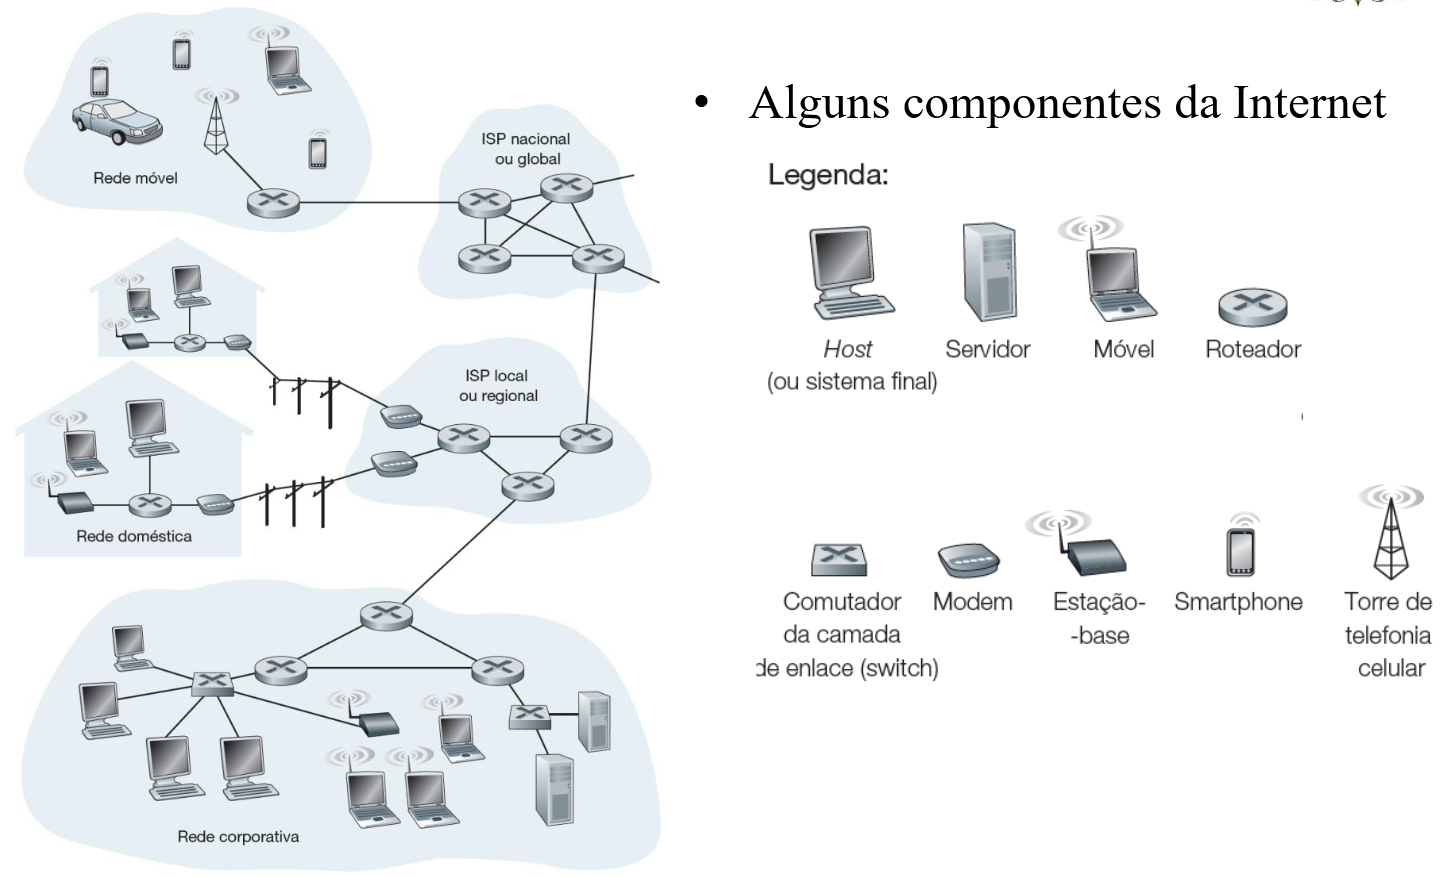 Rede móvel
ISP nacional
ou global
ISP local
ou regional
Rede doméstica
Rede corporativa
• Alguns componentes da Internet
Legenda:
Host
(ou sistema final)
Servidor
Móvel
Roteador
Comutador
da camada
de enlace (switch)
Modem
Estação-
-base
Smartphone
Torre de
telefonia
celular